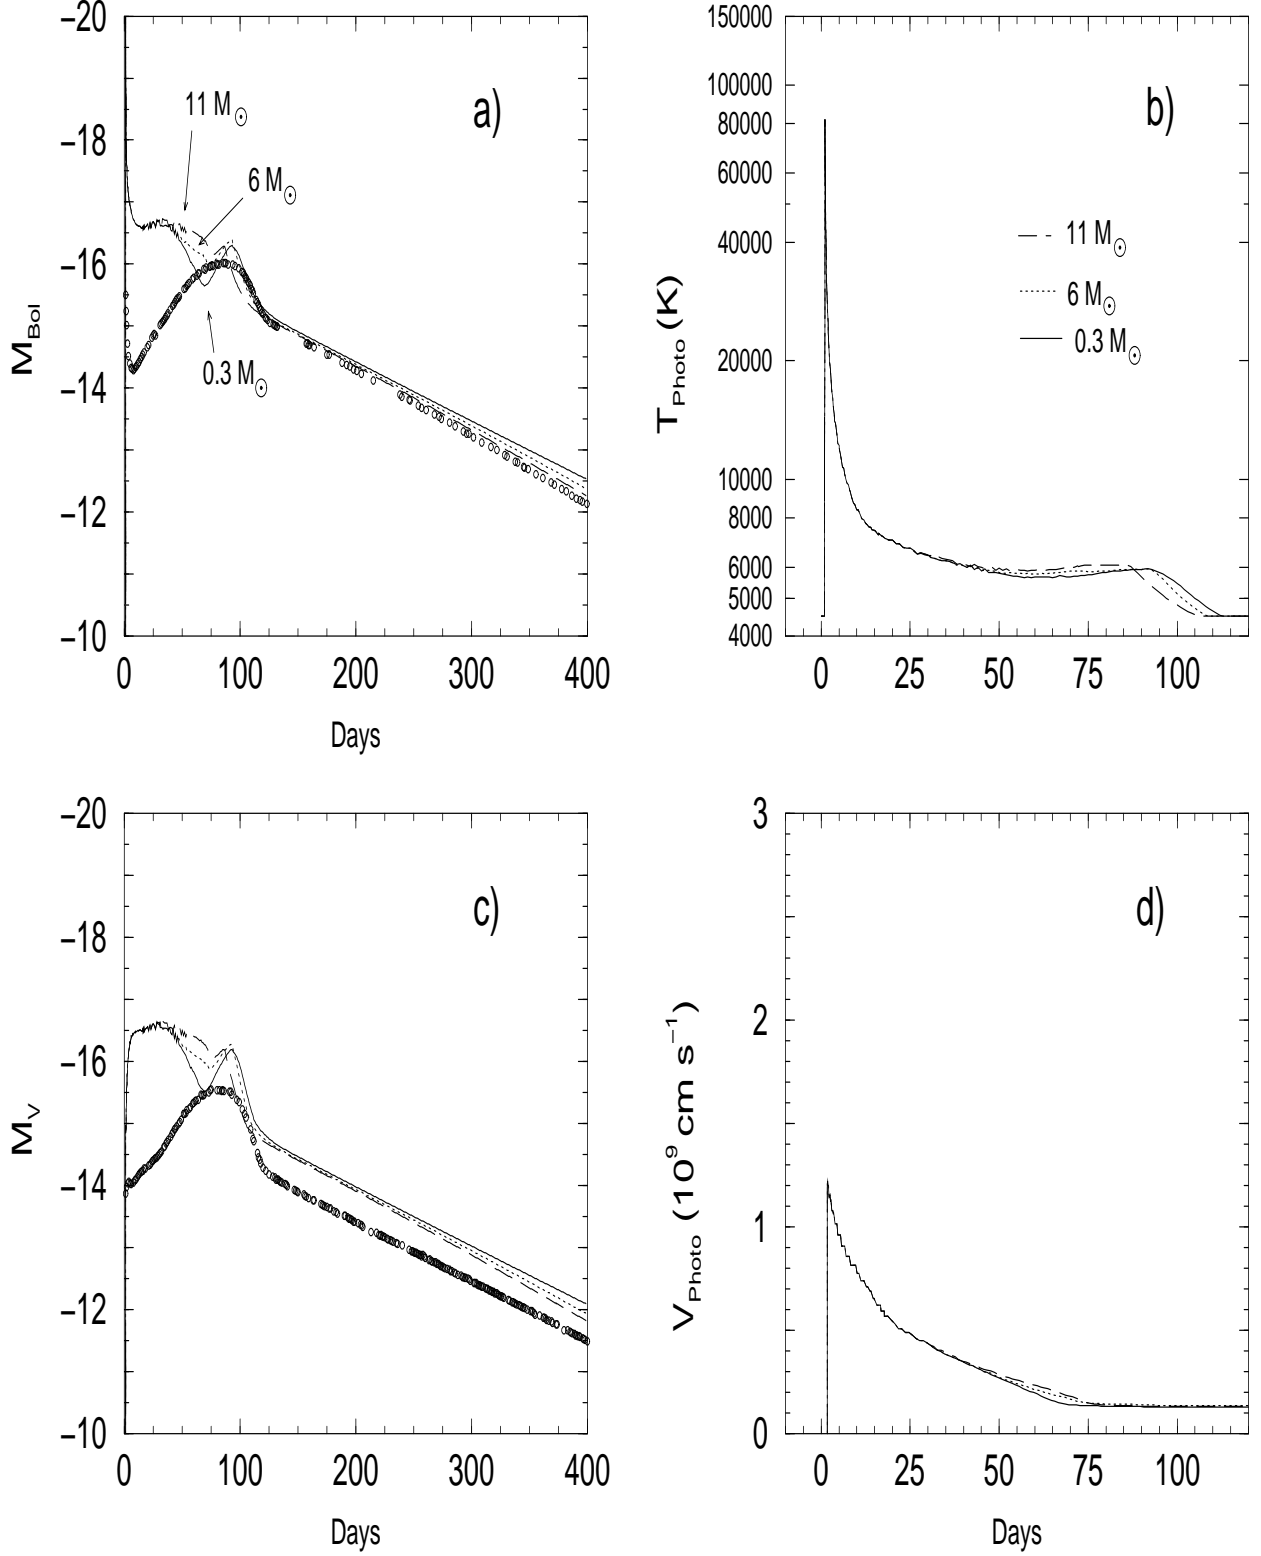 −20
−18
−16
−14
−12
−10
M_Bol
a)
11 M⊙
6 M⊙
0.3 M⊙
0 100 200 300 400
Days
150000
100000
80000
60000
40000
20000
10000
8000
6000
5000
4000
T_Photo (K)
b)
11 M⊙
6 M⊙
0.3 M⊙
0 25 50 75 100
−20
−18
−16
−14
−12
−10
M_V
c)
0 100 200 300 400
Days
3
2
1
0
V_Photo (10⁹ cm s⁻¹)
d)
0 25 50 75 100
Days